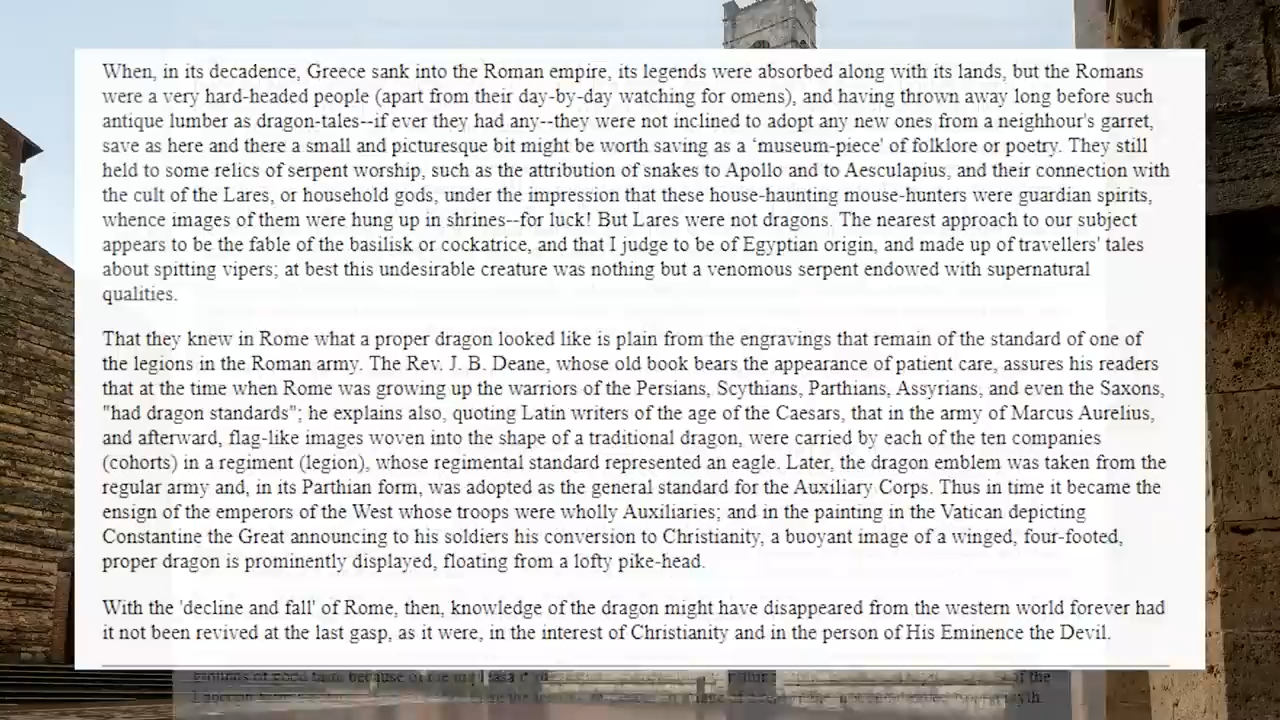 When, in its decadence, Greece sank into the Roman empire, its legends were absorbed along with its lands, but the Romans
were a very hard-headed people (apart from their day-by-day watching for omens), and having thrown away long before such
antique lumber as dragon-tales--if ever they had any--they were not inclined to adopt any new ones from a neighhour's garret,
save as here and there a small and picturesque bit might be worth saving as a 'museum-piece' of folklore or poetry. They still
held to some relics of serpent worship, such as the attribution of snakes to Apollo and to Aesculapius, and their connection with
the cult of the Lares, or household gods, under the impression that these house-haunting mouse-hunters were guardian spirits,
whence images of them were hung up in shrines--for luck! But Lares were not dragons. The nearest approach to our subject
appears to be the fable of the basilisk or cockatrice, and that I judge to be of Egyptian origin, and made up of travellers' tales
about spitting vipers; at best this undesirable creature was nothing but a venomous serpent endowed with supernatural
qualities.
That they knew in Rome what a proper dragon looked like is plain from the engravings that remain of the standard of one of
the legions in the Roman army. The Rev. J. B. Deane, whose old book bears the appearance of patient care, assures his readers
that at the time when Rome was growing up the warriors of the Persians, Scythians, Parthians, Assyrians, and even the Saxons,
"had dragon standards"; he explains also, quoting Latin writers of the age of the Caesars, that in the army of Marcus Aurelius,
and afterward, flag-like images woven into the shape of a traditional dragon, were carried by each of the ten companies
(cohorts) in a regiment (legion), whose regimental standard represented an eagle. Later, the dragon emblem was taken from the
regular army and, in its Parthian form, was adopted as the general standard for the Auxiliary Corps. Thus in time it became the
ensign of the emperors of the West whose troops were wholly Auxiliaries; and in the painting in the Vatican depicting
Constantine the Great announcing to his soldiers his conversion to Christianity, a buoyant image of a winged, four-footed,
proper dragon is prominently displayed, floating from a lofty pike-head.
With the 'decline and fall' of Rome, then, knowledge of the dragon might have disappeared from the western world forever had
it not been revived at the last gasp, as it were, in the interest of Christianity and in the person of His Eminence the Devil.